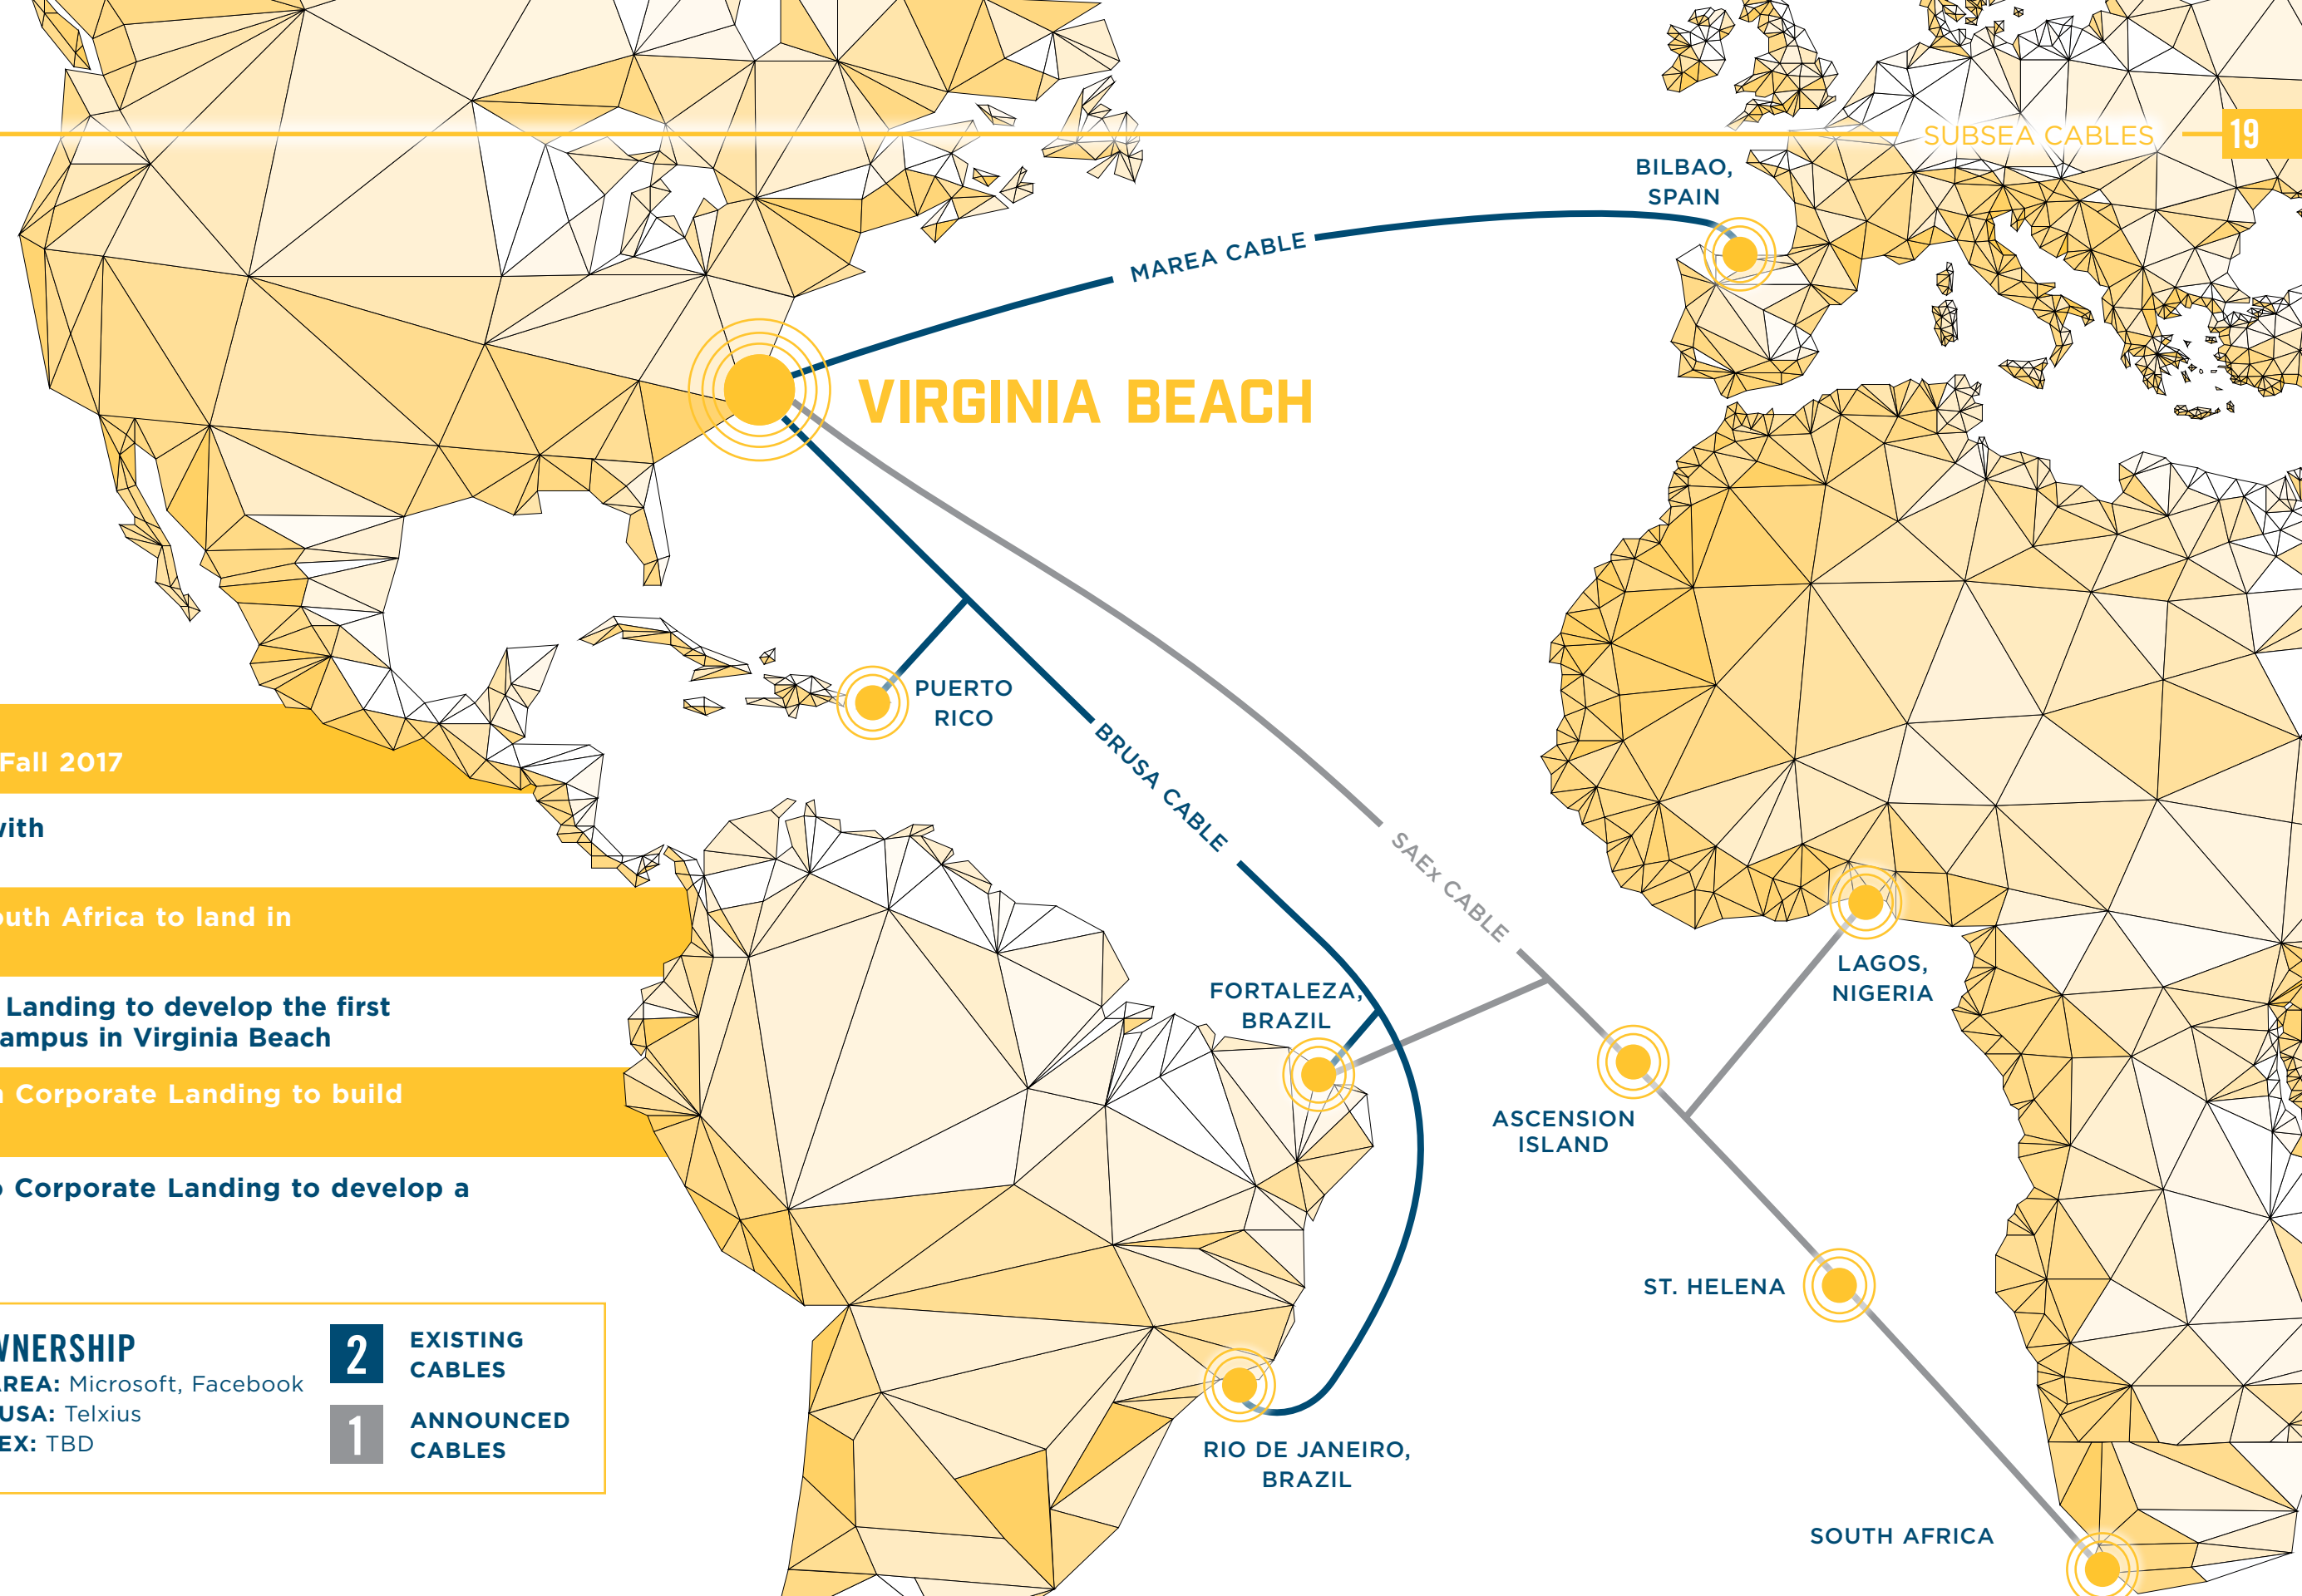 SUBSEA CABLES
19
BILBAO,
SPAIN
MAREA CABLE
VIRGINIA BEACH
PUERTO
RICO
BRUSA CABLE
SAEx CABLE
FORTALEZA,
BRAZIL
LAGOS,
NIGERIA
ASCENSION
ISLAND
ST. HELENA
RIO DE JANEIRO,
BRAZIL
SOUTH AFRICA
Fall 2017
with
outh Africa to land in
Landing to develop the first
ampus in Virginia Beach
Corporate Landing to build
Corporate Landing to develop a
WNERSHIP
AREA: Microsoft, Facebook
USA: Telxius
EX: TBD
2
EXISTING
CABLES
1
ANNOUNCED
CABLES